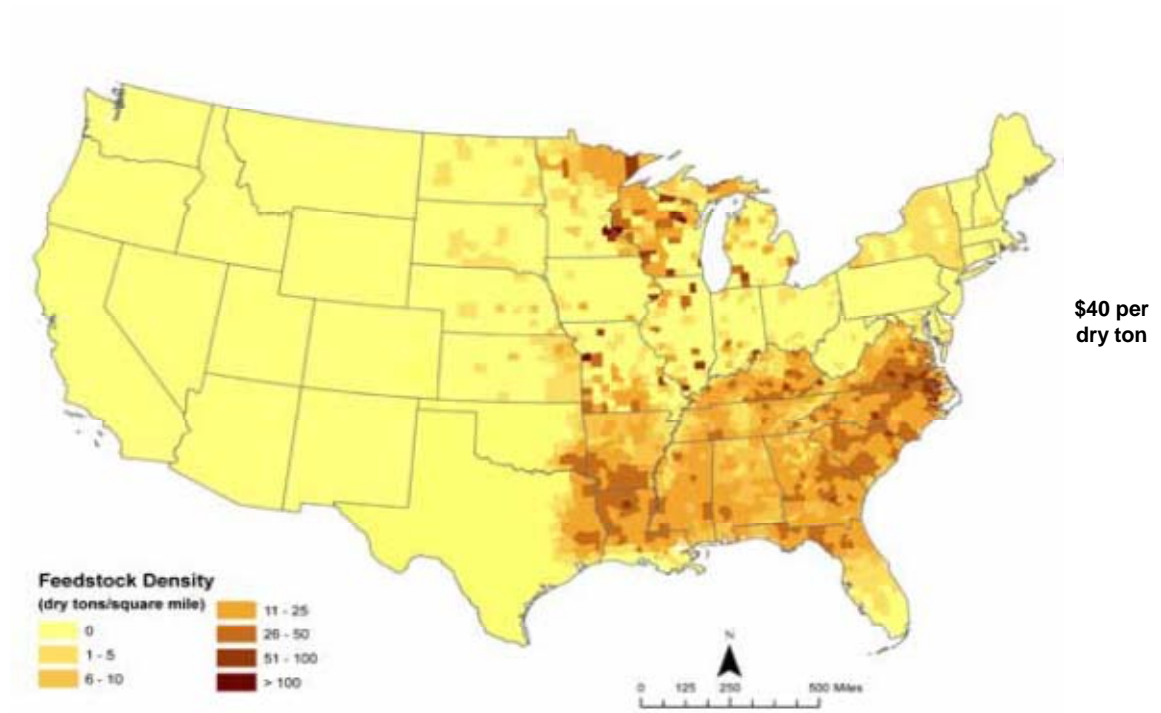 $40 per
dry ton
Feedstock Density
(dry tons/square mile)
0
1 - 5
6 - 10
11 - 25
26 - 50
51 - 100
> 100
N
0 125 250 500 Miles